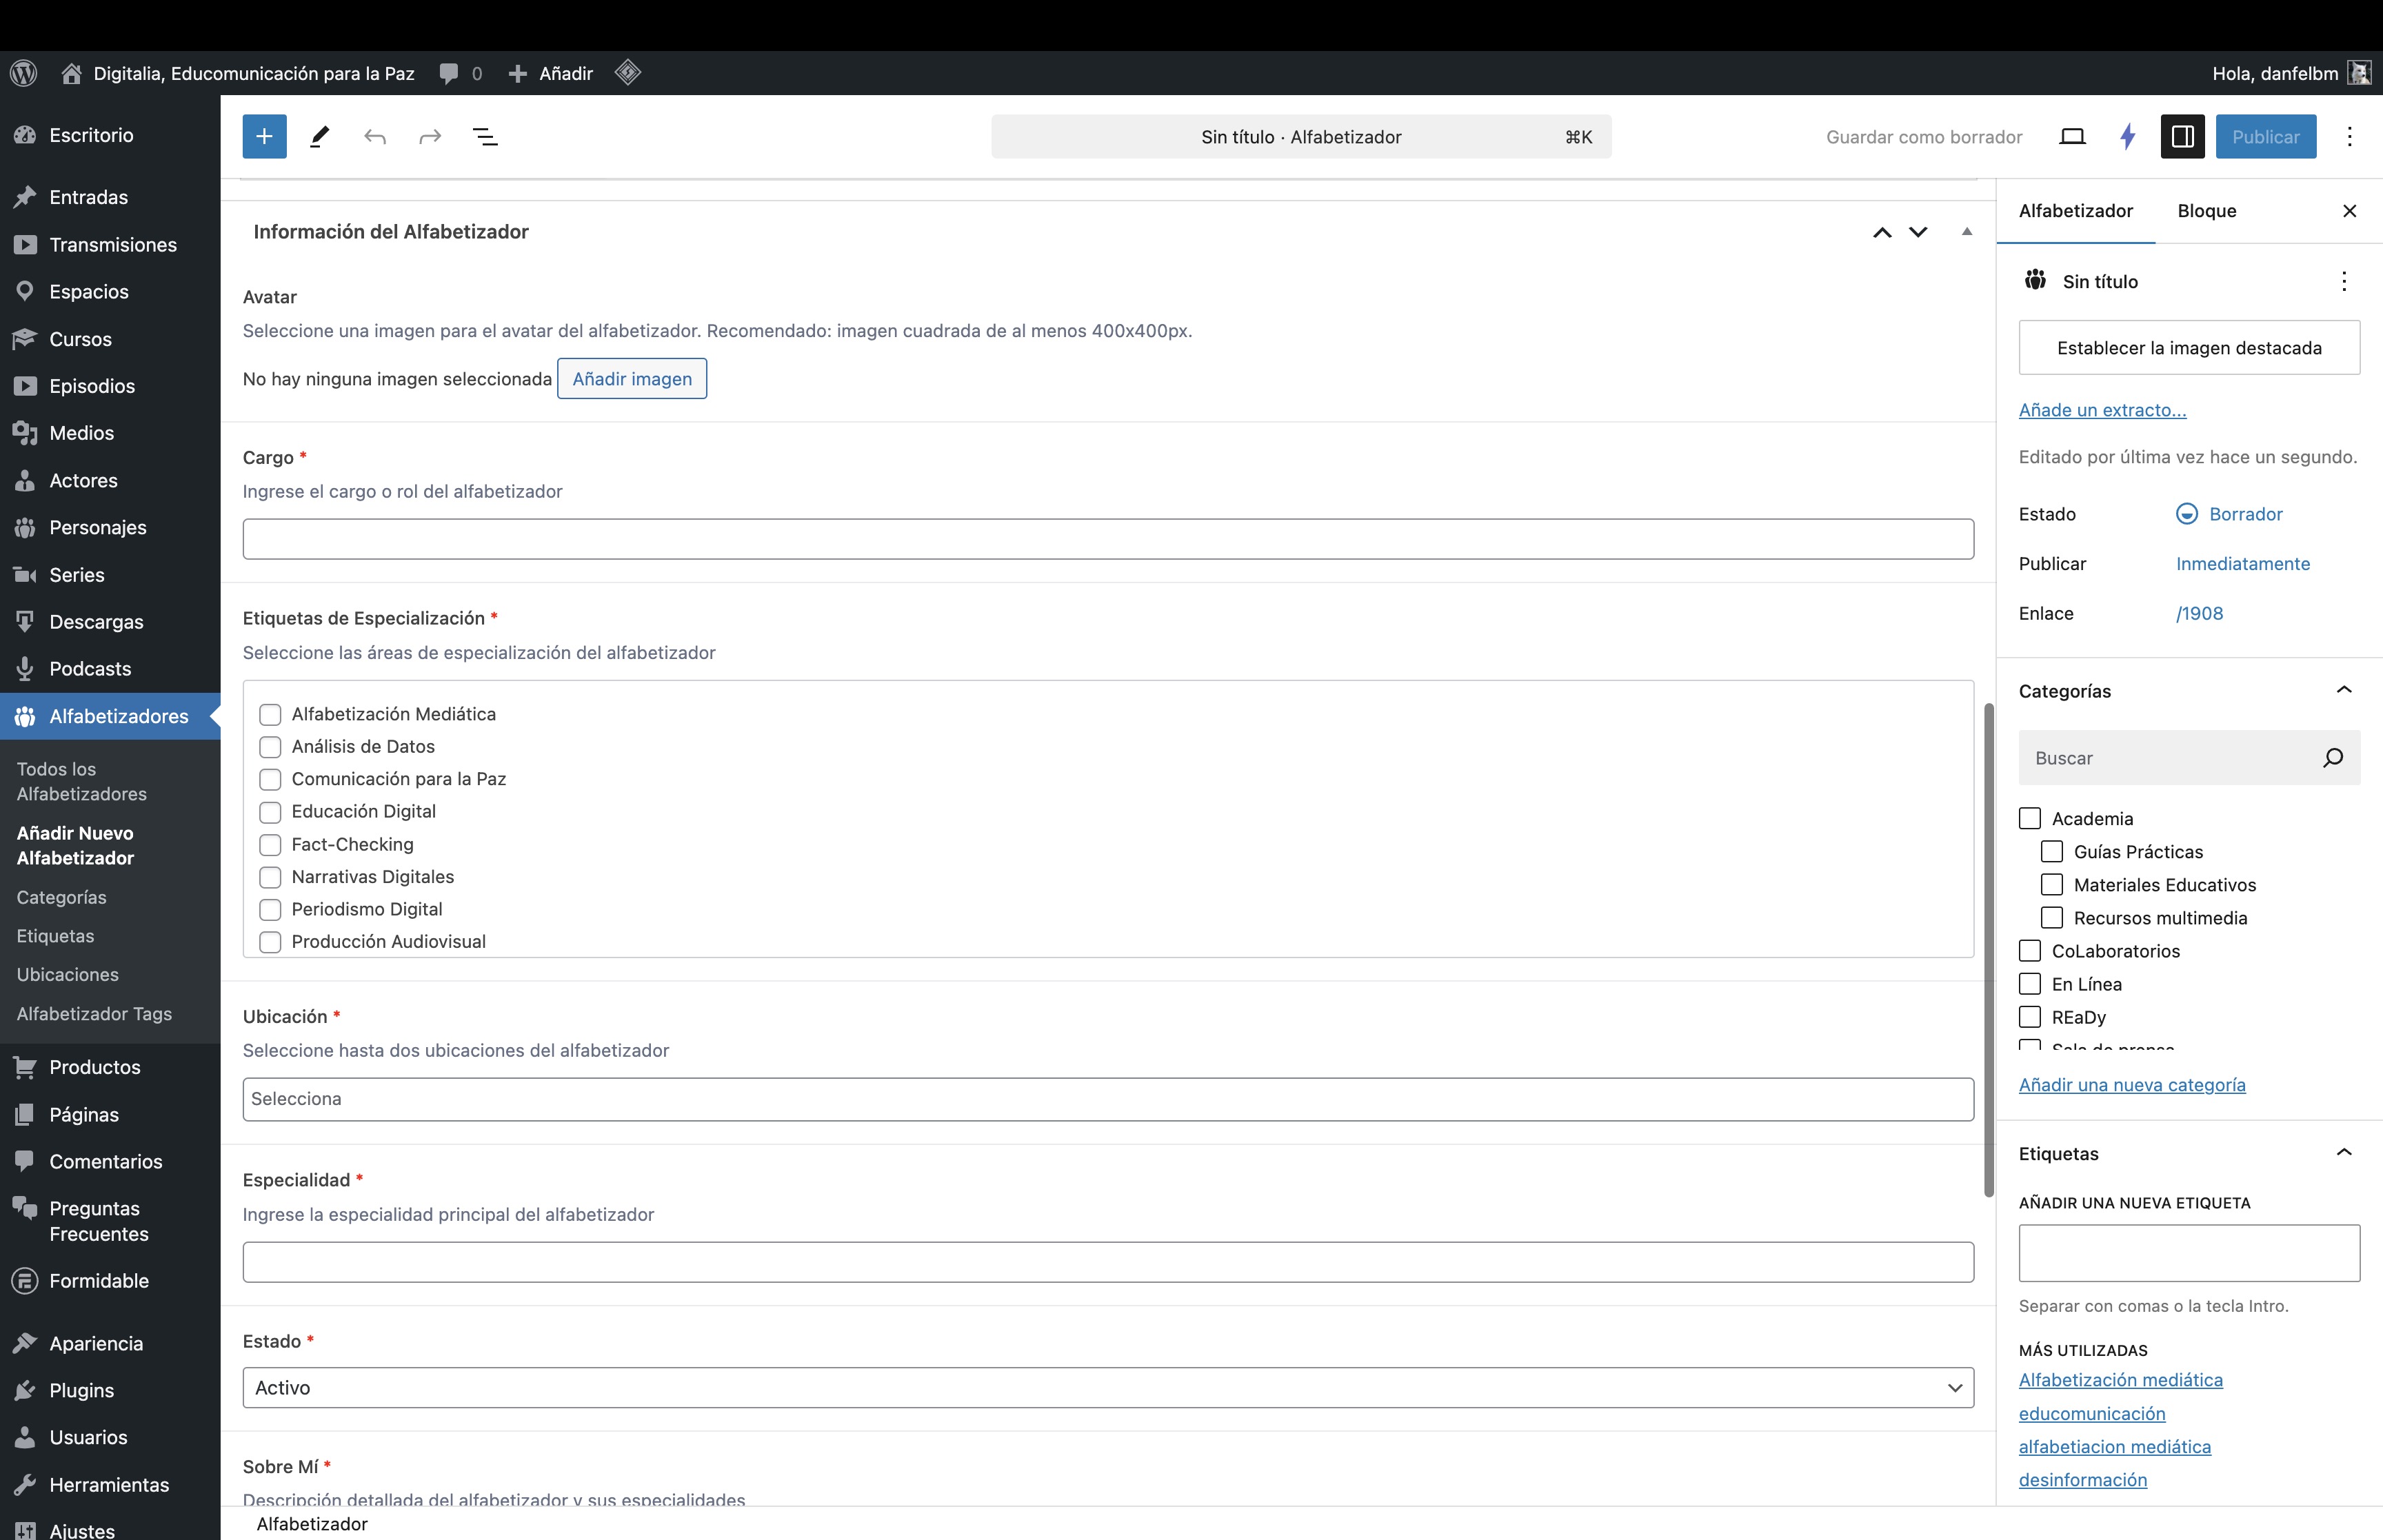 Digitalia, Educomunicación para la Paz
0
Añadir
Hola, danfelbm
Escritorio
Entradas
Transmisiones
Espacios
Cursos
Episodios
Medios
Actores
Personajes
Series
Descargas
Podcasts
Alfabetizadores
Todos los
Alfabetizadores
Añadir Nuevo
Alfabetizador
Categorías
Etiquetas
Ubicaciones
Alfabetizador Tags
Productos
Páginas
Comentarios
Preguntas
Frecuentes
Formidable
Apariencia
Plugins
Usuarios
Herramientas
Ajustes
Sin título · Alfabetizador
⌘K
Guardar como borrador
Publicar
Información del Alfabetizador
Avatar
Seleccione una imagen para el avatar del alfabetizador. Recomendado: imagen cuadrada de al menos 400x400px.
No hay ninguna imagen seleccionada Añadir imagen
Cargo *
Ingrese el cargo o rol del alfabetizador
Etiquetas de Especialización *
Seleccione las áreas de especialización del alfabetizador
Alfabetización Mediática
Análisis de Datos
Comunicación para la Paz
Educación Digital
Fact-Checking
Narrativas Digitales
Periodismo Digital
Producción Audiovisual
Ubicación *
Seleccione hasta dos ubicaciones del alfabetizador
Selecciona
Especialidad *
Ingrese la especialidad principal del alfabetizador
Estado *
Activo
Sobre Mí *
Descripción detallada del alfabetizador y sus especialidades
Alfabetizador
Alfabetizador
Bloque
Sin título
Establecer la imagen destacada
Añade un extracto...
Editado por última vez hace un segundo.
Estado Borrador
Publicar Inmediatamente
Enlace /1908
Categorías
Buscar
Academia
Guías Prácticas
Materiales Educativos
Recursos multimedia
CoLaboratorios
En Línea
REaDy
Sala de prensa
Añadir una nueva categoría
Etiquetas
AÑADIR UNA NUEVA ETIQUETA
Separar con comas o la tecla Intro.
MÁS UTILIZADAS
Alfabetización mediática
educomunicación
alfabetiacion mediática
desinformación